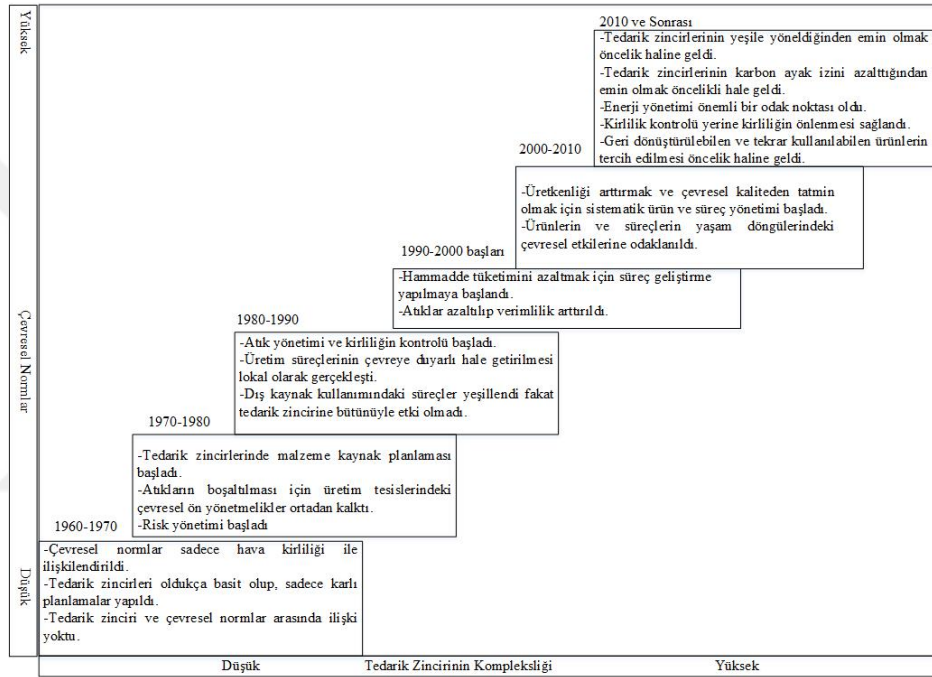 Yüksek
Çevresel Normlar
Düşük
2010 ve Sonrası
-Tedarik zincirlerinin yeşile yöneldiğinden emin olmak
öncelik haline geldi.
-Tedarik zincirlerinin karbon ayak izini azalttığından
emin olmak öncelikli hale geldi.
-Enerji yönetimi önemli bir odak noktası oldu.
-Kirlilik kontrolü yerine kirliliğin önlenmesi sağlandı.
-Geri dönüştürülebilen ve tekrar kullanılabilen ürünlerin
tercih edilmesi öncelik haline geldi.
2000-2010
-Üretkenliği arttırmak ve çevresel kaliteden tatmin
olmak için sistematik ürün ve süreç yönetimi başladı.
-Ürünlerin ve süreçlerin yaşam döngülerindeki
çevresel etkilerine odaklanıldı.
1990-2000 başları
-Hammadde tüketimini azaltmak için süreç geliştirme
yapılmaya başlandı.
-Atıklar azaltılıp verimlilik arttırıldı.
1980-1990
-Atık yönetimi ve kirliliğin kontrolü başladı.
-Üretim süreçlerinin çevreye duyarlı hale getirilmesi
lokal olarak gerçekleşti.
-Dış kaynak kullanımındaki süreçler yeşillendi fakat
tedarik zincirine bütünüyle etki olmadı.
1970-1980
-Tedarik zincirlerinde malzeme kaynak planlaması
başladı.
-Atıkların boşaltılması için üretim tesislerindeki
çevresel ön yönetmelikler ortadan kalktı.
-Risk yönetimi başladı
1960-1970
-Çevresel normlar sadece hava kirliliği ile
ilişkilendirildi.
-Tedarik zincirleri oldukça basit olup, sadece karlı
planlamalar yapıldı.
-Tedarik zinciri ve çevresel normlar arasında ilişki
yoktu.
Düşük Tedarik Zincirinin Kompleksliği Yüksek